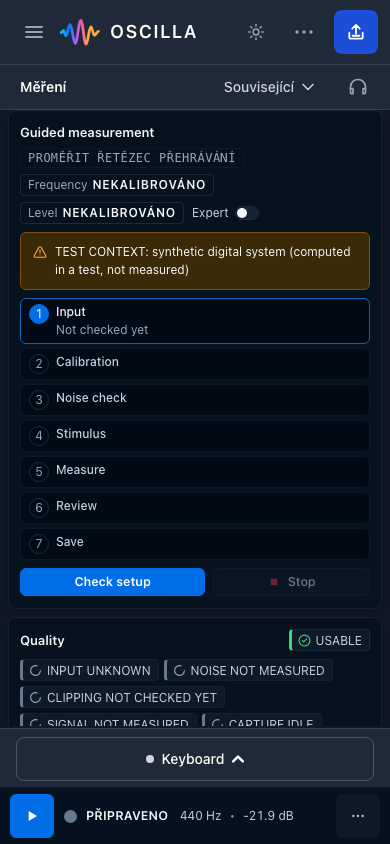 OSCILLA
Měření
Související
Guided measurement
PROMĚŘIT ŘETĚZEC PŘEHRÁVÁNÍ
Frequency NEKALIBROVÁNO
Level NEKALIBROVÁNO Expert
TEST CONTEXT: synthetic digital system (computed
in a test, not measured)
1 Input
Not checked yet
2 Calibration
3 Noise check
4 Stimulus
5 Measure
6 Review
7 Save
Check setup
Stop
Quality
USABLE
INPUT UNKNOWN
NOISE NOT MEASURED
CLIPPING NOT CHECKED YET
SIGNAL NOT MEASURED
CAPTURE IDLE
Keyboard
PŘIPRAVENO 440 Hz • -21.9 dB